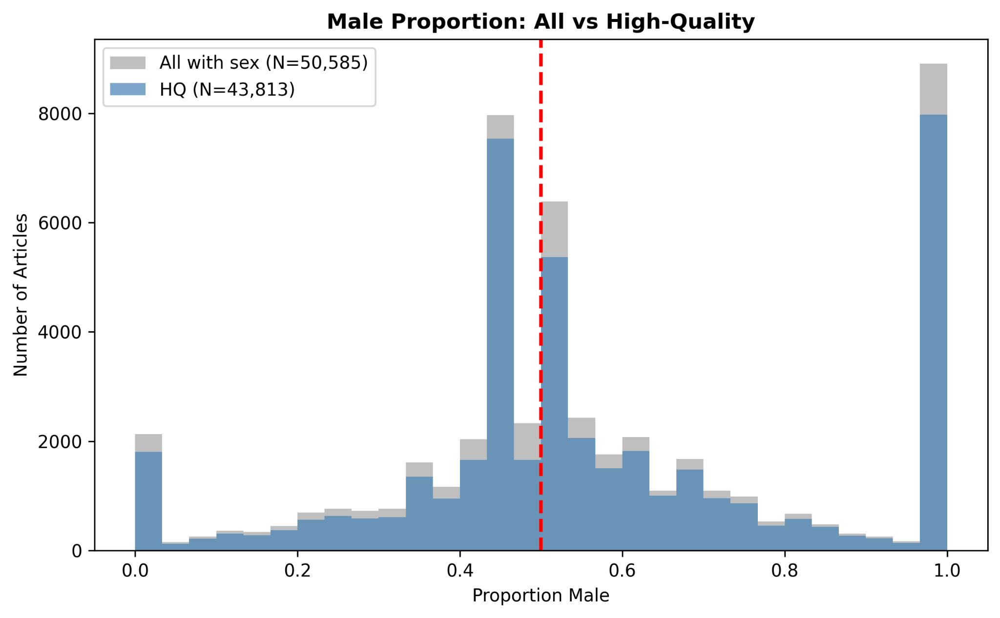 Male Proportion: All vs High-Quality
All with sex (N=50,585)
HQ (N=43,813)
Number of Articles
8000
6000
4000
2000
0
0.0 0.2 0.4 0.6 0.8 1.0
Proportion Male